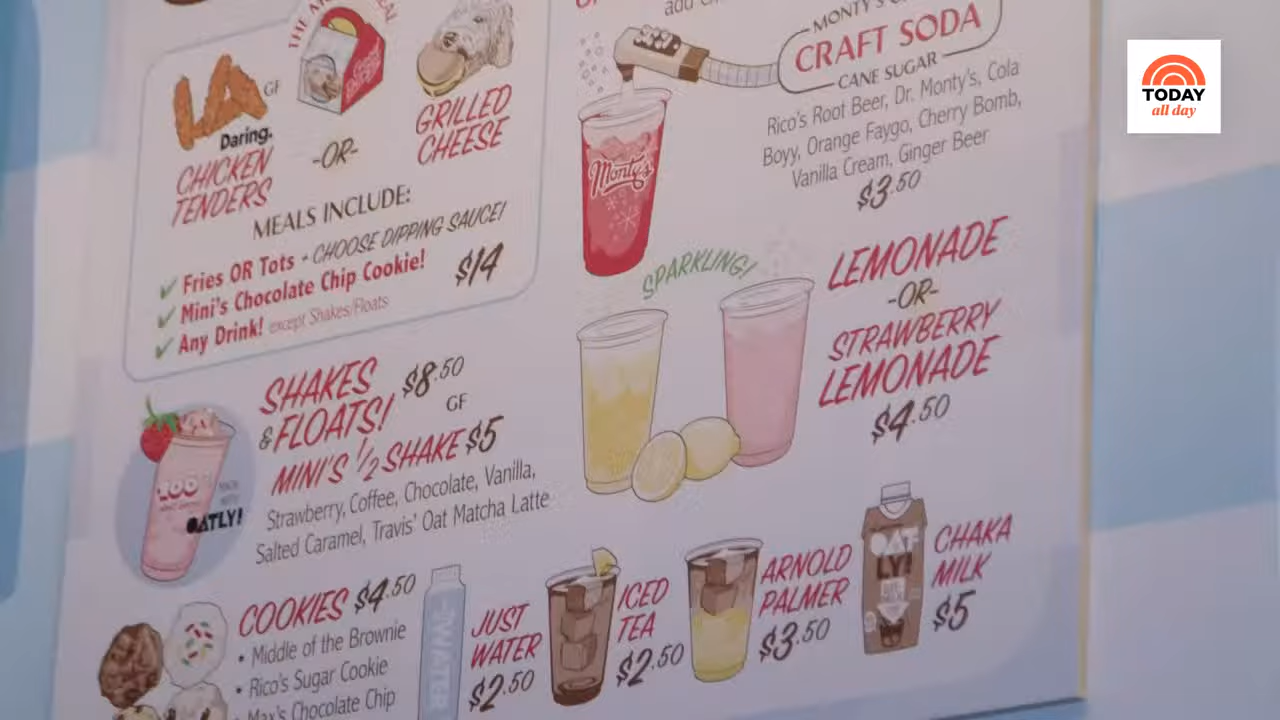 LA GF
Daring.
CHICKEN
TENDERS
-OR-
GRILLED
CHEESE
MEALS INCLUDE:
✓ Fries OR Tots - CHOOSE DIPPING SAUCE!
✓ Mini's Chocolate Chip Cookie!
✓ Any Drink! except Shakes/Floats
$14
SHAKES
& FLOATS! $8.50
GF
MINI'S 1/2 SHAKE $5
Strawberry, Coffee, Chocolate, Vanilla,
Salted Caramel, Travis' Oat Matcha Latte
MADE
WITH
OATLY!
COOKIES $4.50
• Middle of the Brownie
• Rico's Sugar Cookie
• Max's Chocolate Chip
add
MONTY'S
CRAFT SODA
CANE SUGAR
Rico's Root Beer, Dr. Monty's, Cola
Boyy, Orange Faygo, Cherry Bomb,
Vanilla Cream, Ginger Beer
$3.50
Monty's
SPARKLING!
LEMONADE
-OR-
STRAWBERRY
LEMONADE
$4.50
WATER
JUST
WATER
$2.50
ICED
TEA
$2.50
ARNOLD
PALMER
$3.50
OAT
LY!
CHAKA
MILK
$5
TODAY
all day